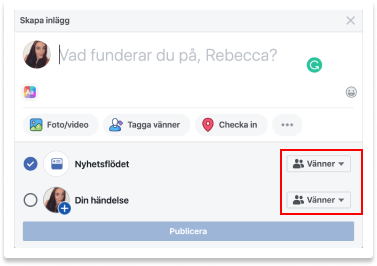 Skapa inlägg
Vad funderar du på, Rebecca?
Foto/video Tagga vänner Checka in
Nyhetsflödet Vänner
Din händelse Vänner
Publicera